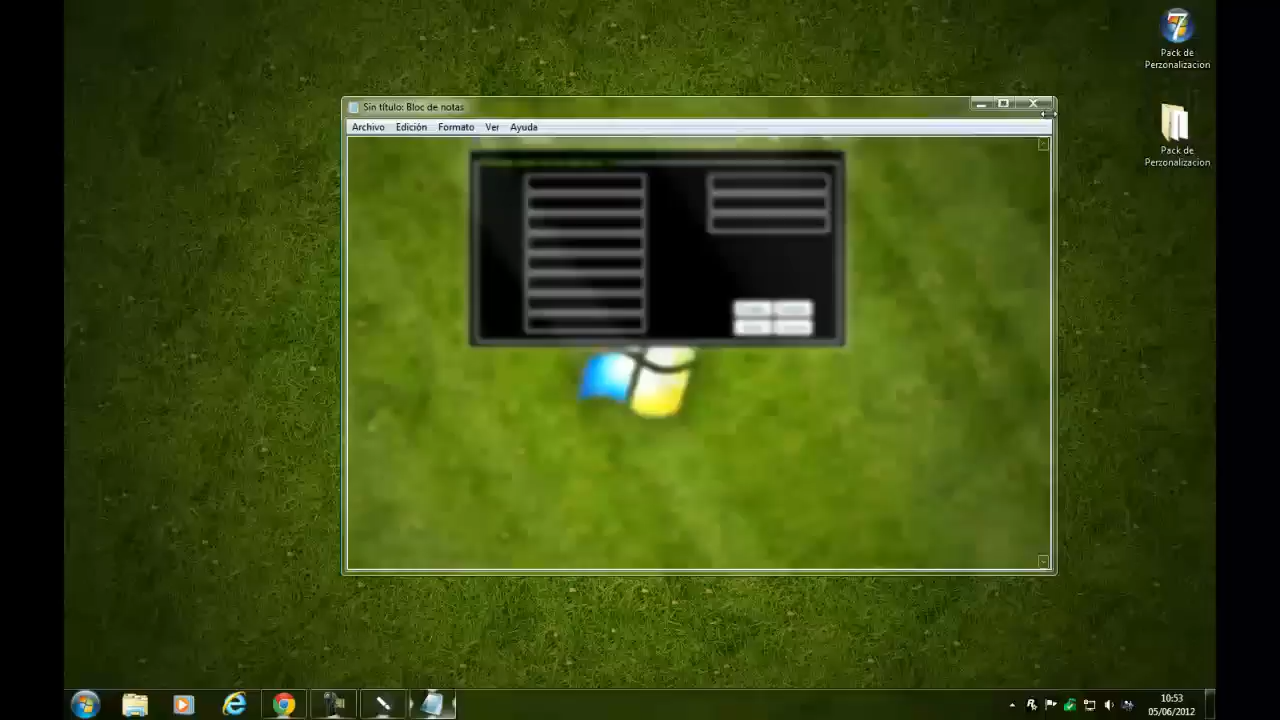 Pack de
Perzonalizacion
Sin título: Bloc de notas
Archivo Edición Formato Ver Ayuda
Pack de
Perzonalizacion
10:53
05/06/2012